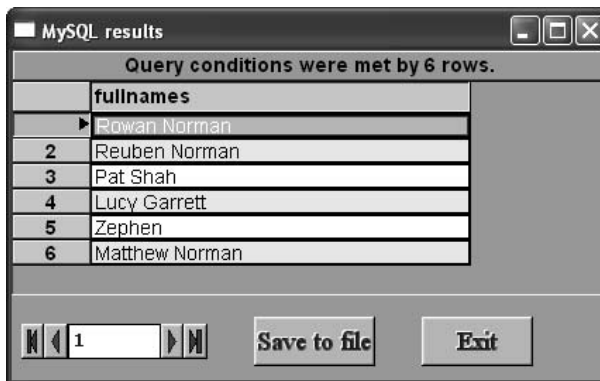 MySQL results
Query conditions were met by 6 rows.
fullnames
Rowan Norman
2 Reuben Norman
3 Pat Shah
4 Lucy Garrett
5 Zephen
6 Matthew Norman
1 Save to file Exit